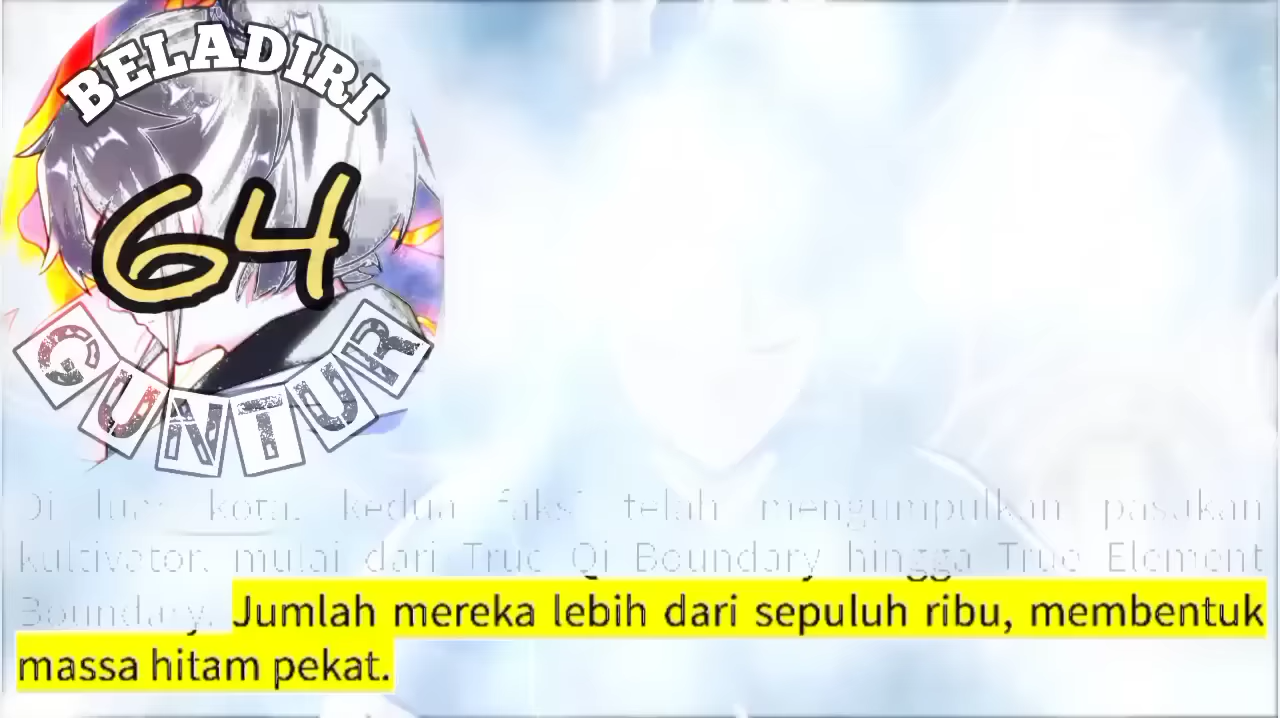 BELADIRI
64
GUNTUR
Di luar kota, kedua faksi telah mengumpulkan pasukan
kultivator, mulai dari True Qi Boundary hingga True Element
Boundary. Jumlah mereka lebih dari sepuluh ribu, membentuk
massa hitam pekat.